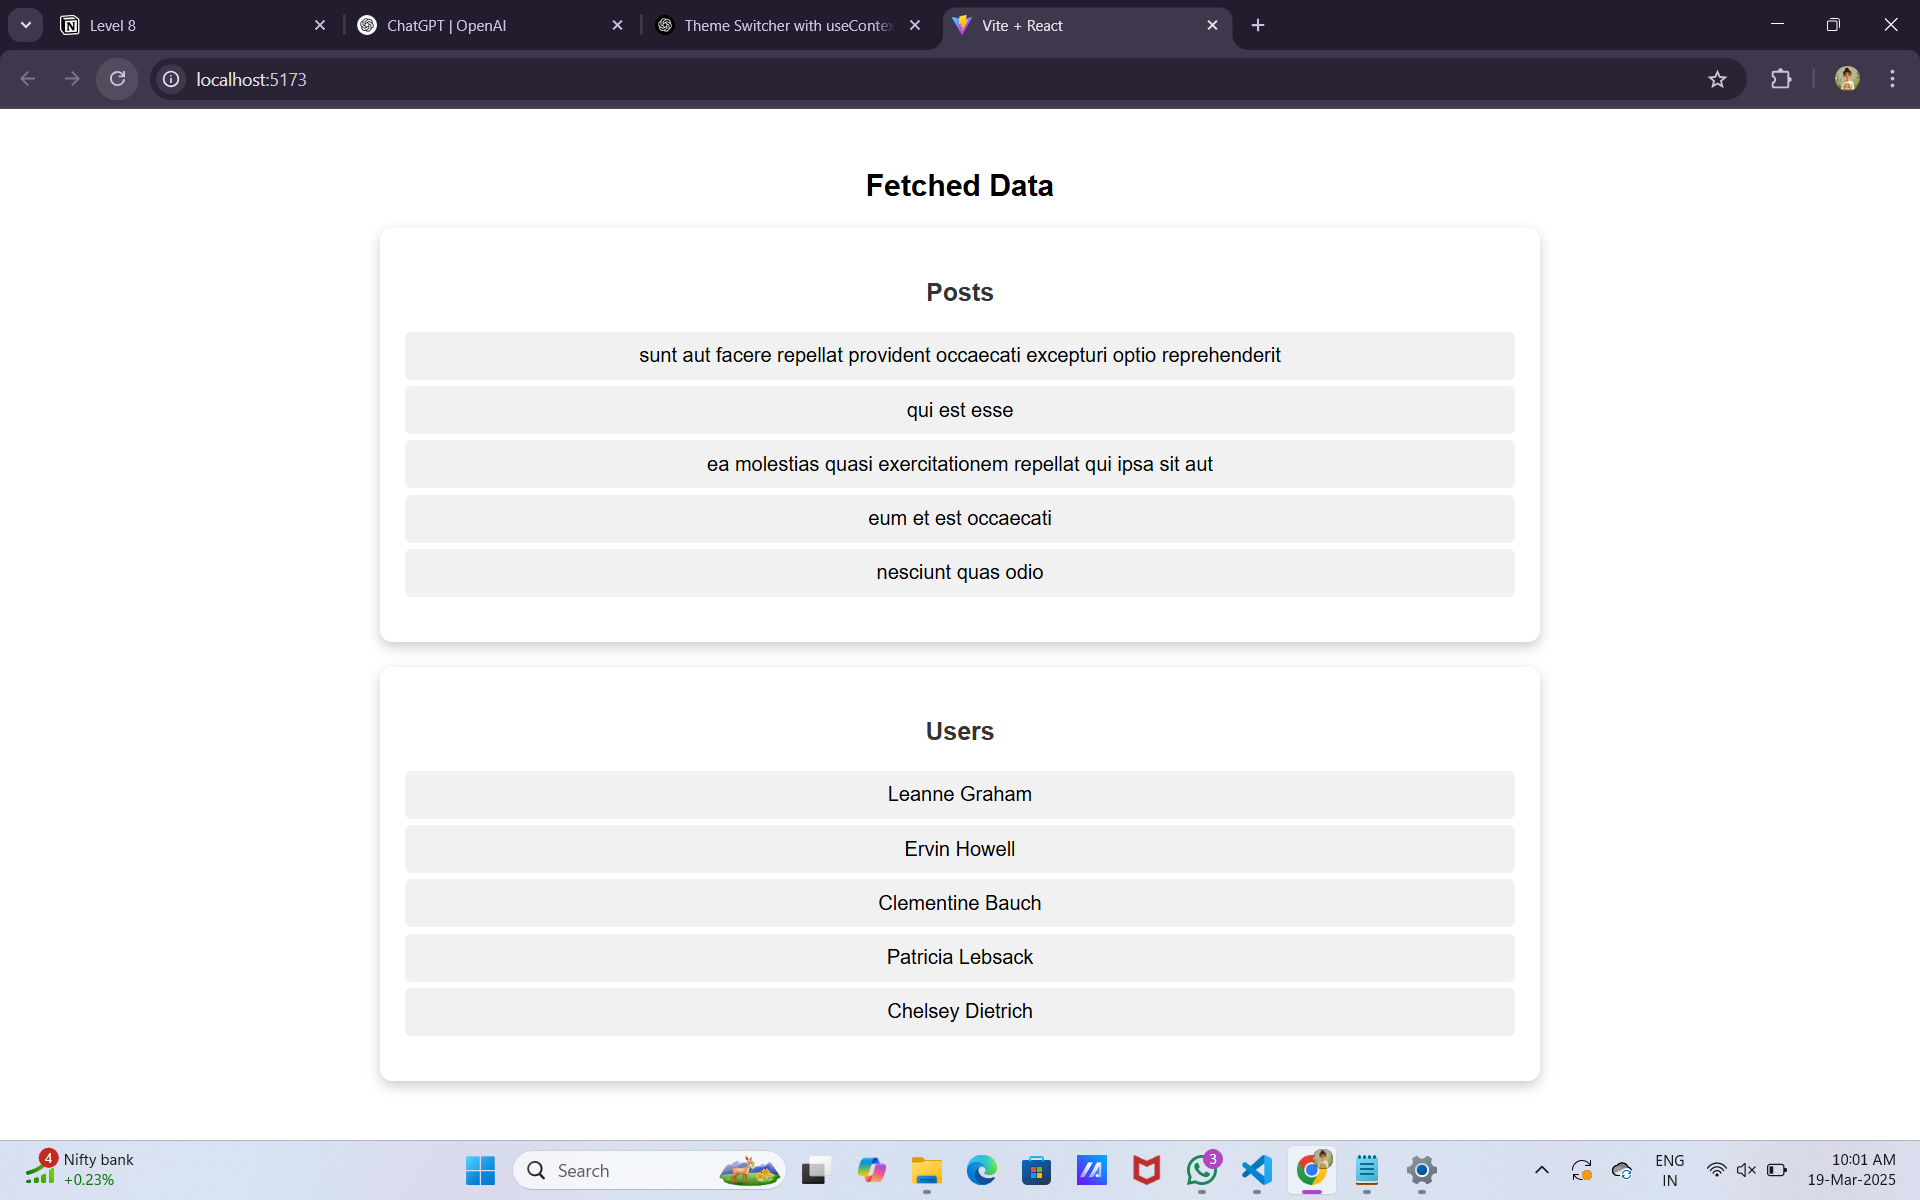 Level 8
ChatGPT | OpenAI
Theme Switcher with useConte
Vite + React
localhost:5173
Fetched Data
Posts
sunt aut facere repellat provident occaecati excepturi optio reprehenderit
qui est esse
ea molestias quasi exercitationem repellat qui ipsa sit aut
eum et est occaecati
nesciunt quas odio
Users
Leanne Graham
Ervin Howell
Clementine Bauch
Patricia Lebsack
Chelsey Dietrich
4
Nifty bank
+0.23%
Search
3
ENG
IN
10:01 AM
19-Mar-2025